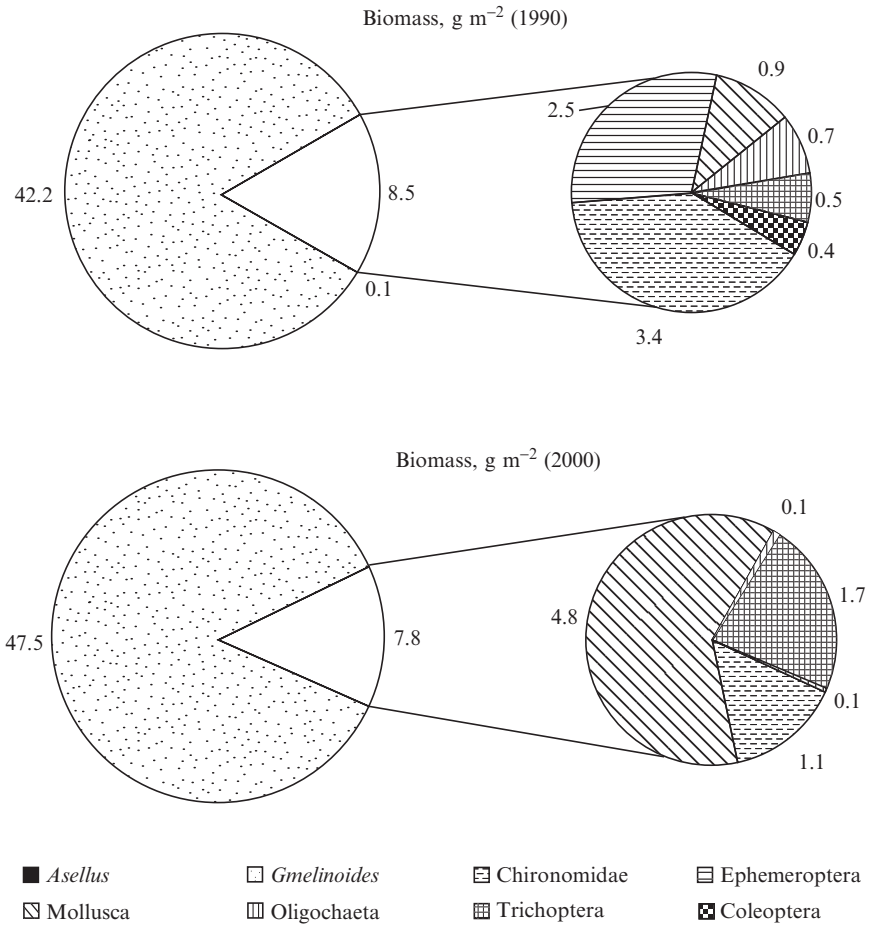 Biomass, g m⁻² (1990)
0.9
2.5
0.7
42.2
8.5
0.5
0.4
0.1
3.4
Biomass, g m⁻² (2000)
0.1
1.7
4.8
47.5
7.8
0.1
1.1
Asellus
Gmelinoides
Chironomidae
Ephemeroptera
Mollusca
Oligochaeta
Trichoptera
Coleoptera